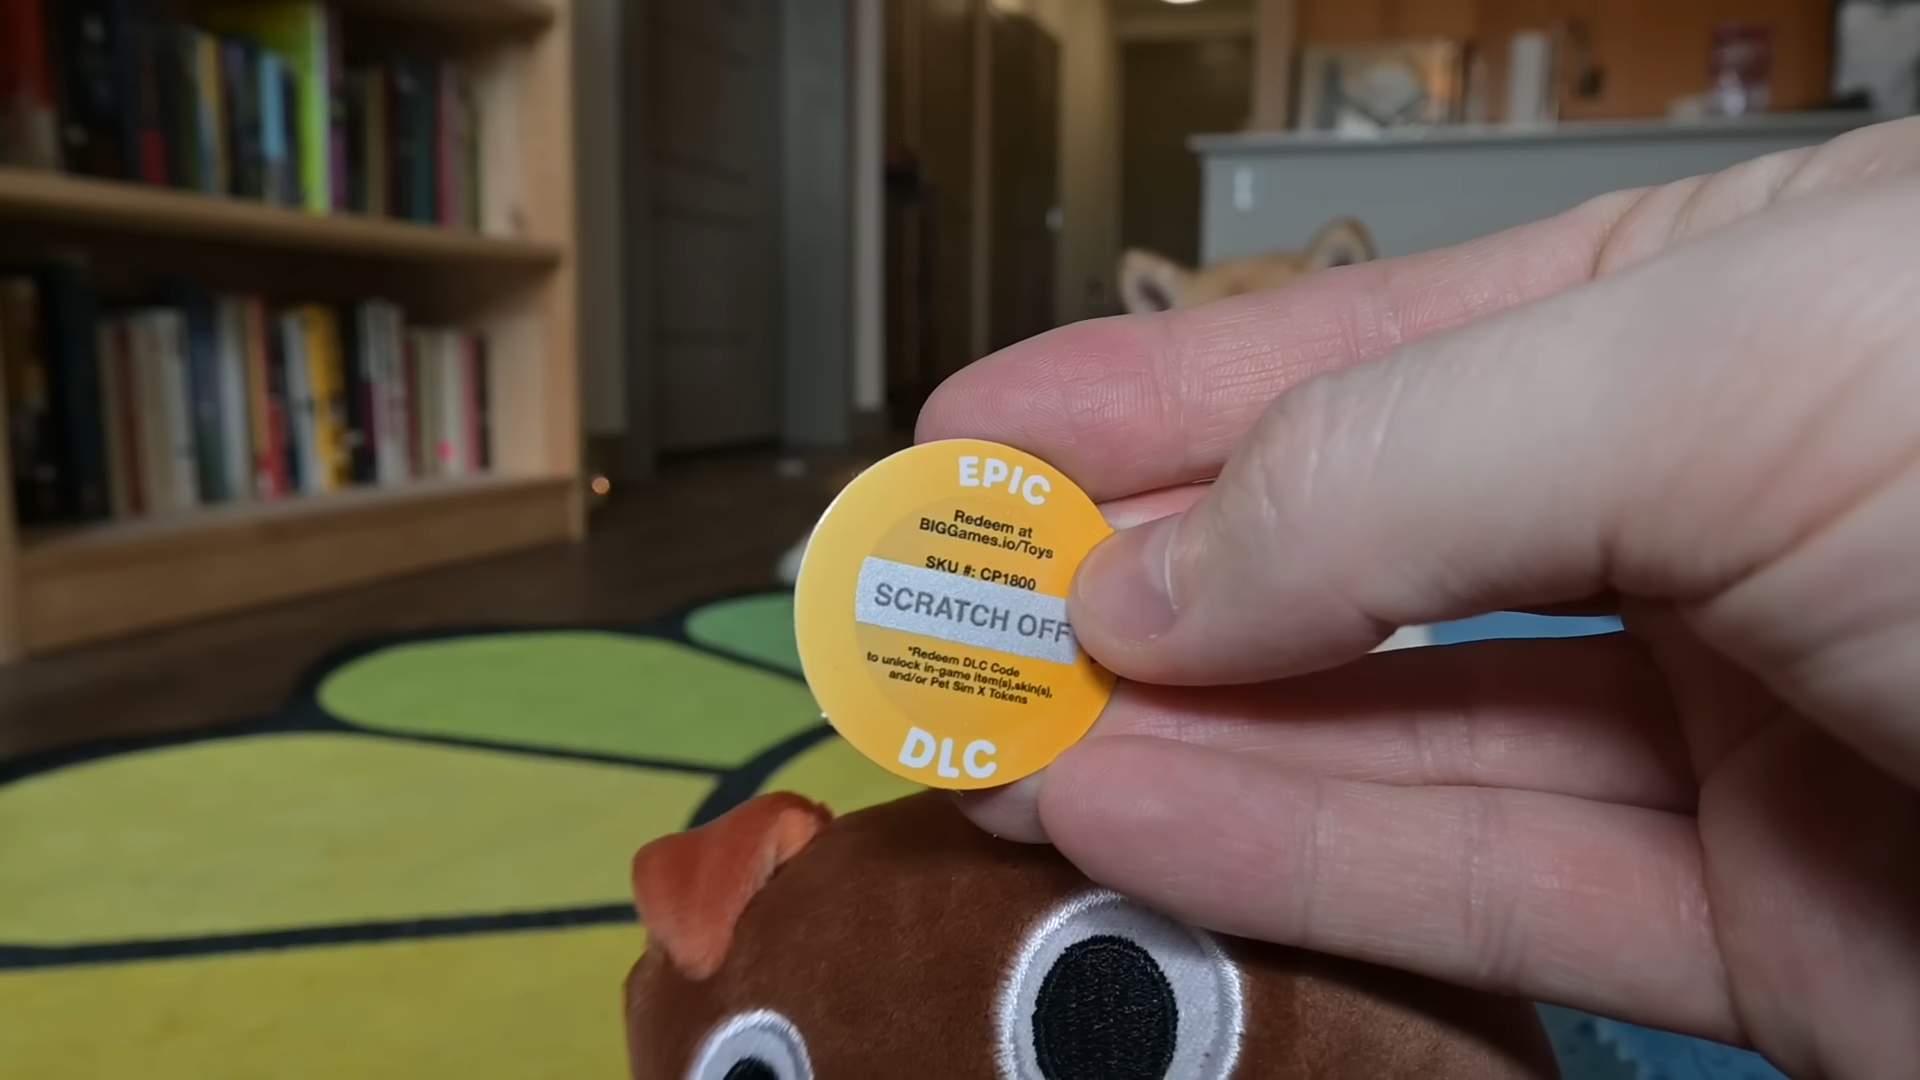 EPIC
Redeem at
BIGGames.io/Toys
SKU #: CP1800
SCRATCH OFF
*Redeem DLC Code
to unlock in-game item(s),skin(s),
and/or Pet Sim X Tokens
DLC